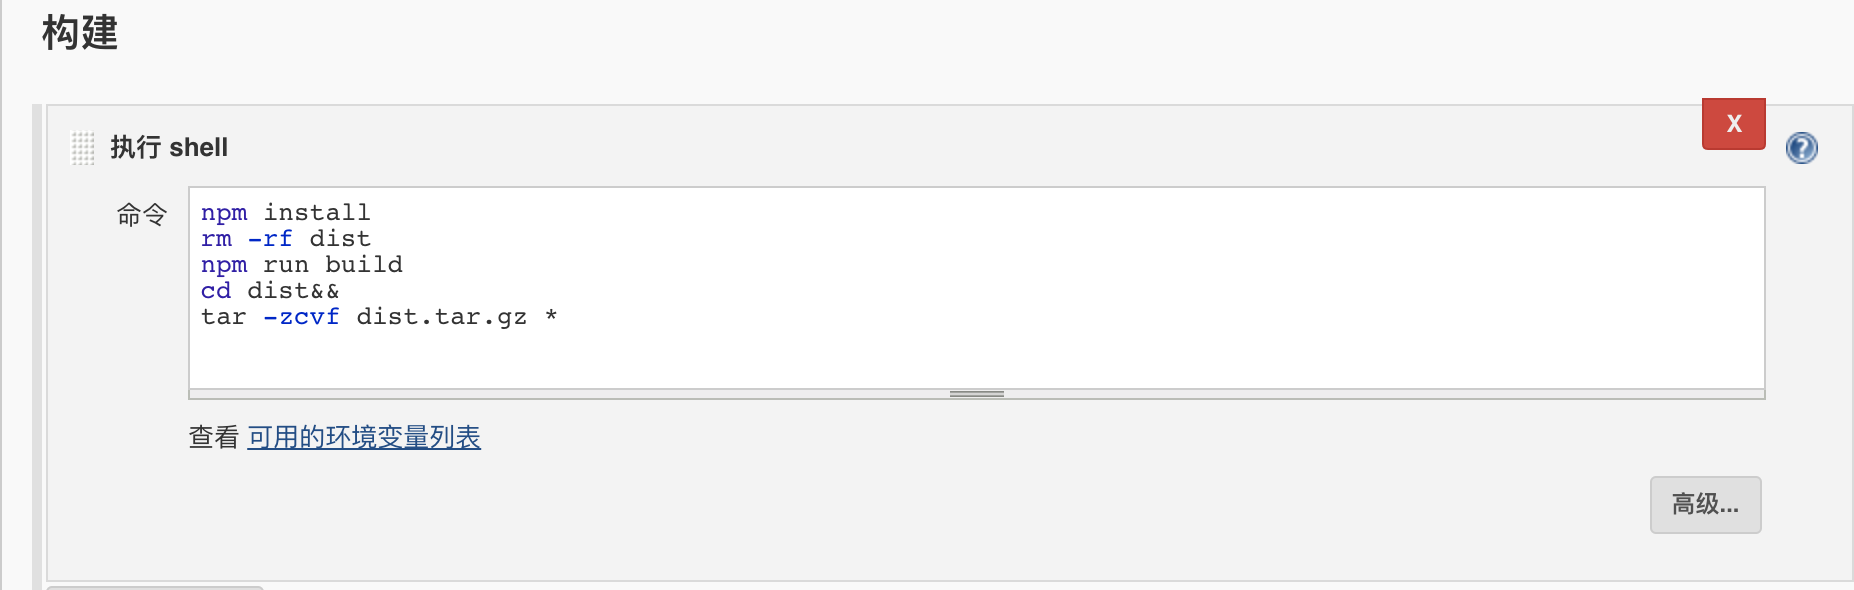 构建
执行 shell
X
?
命令
npm install
rm -rf dist
npm run build
cd dist&&
tar -zcvf dist.tar.gz *
查看 可用的环境变量列表
高级...